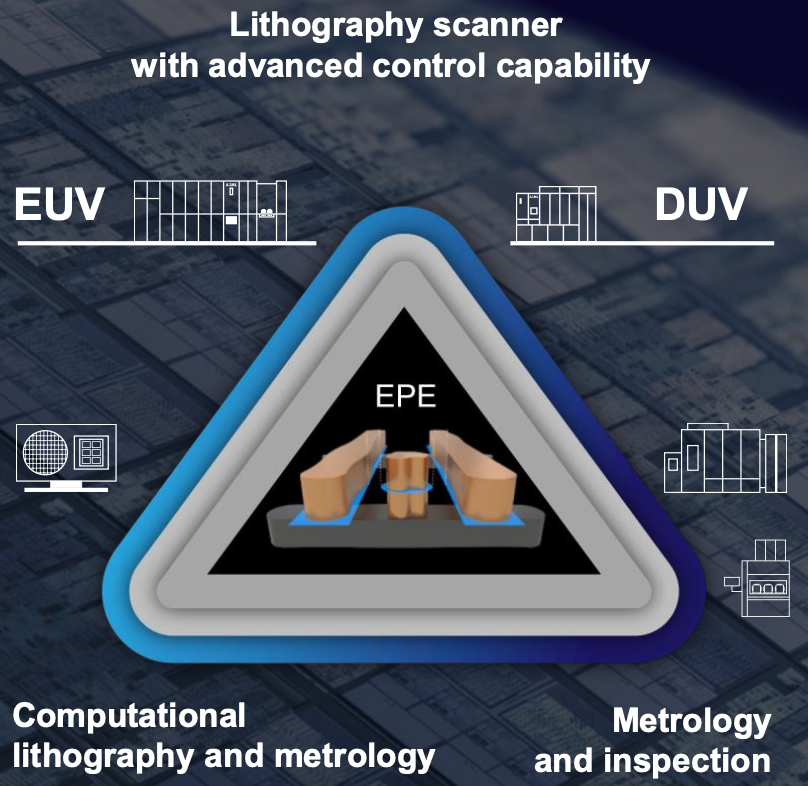 Lithography scanner
with advanced control capability
EUV
DUV
EPE
Computational
lithography and metrology
Metrology
and inspection